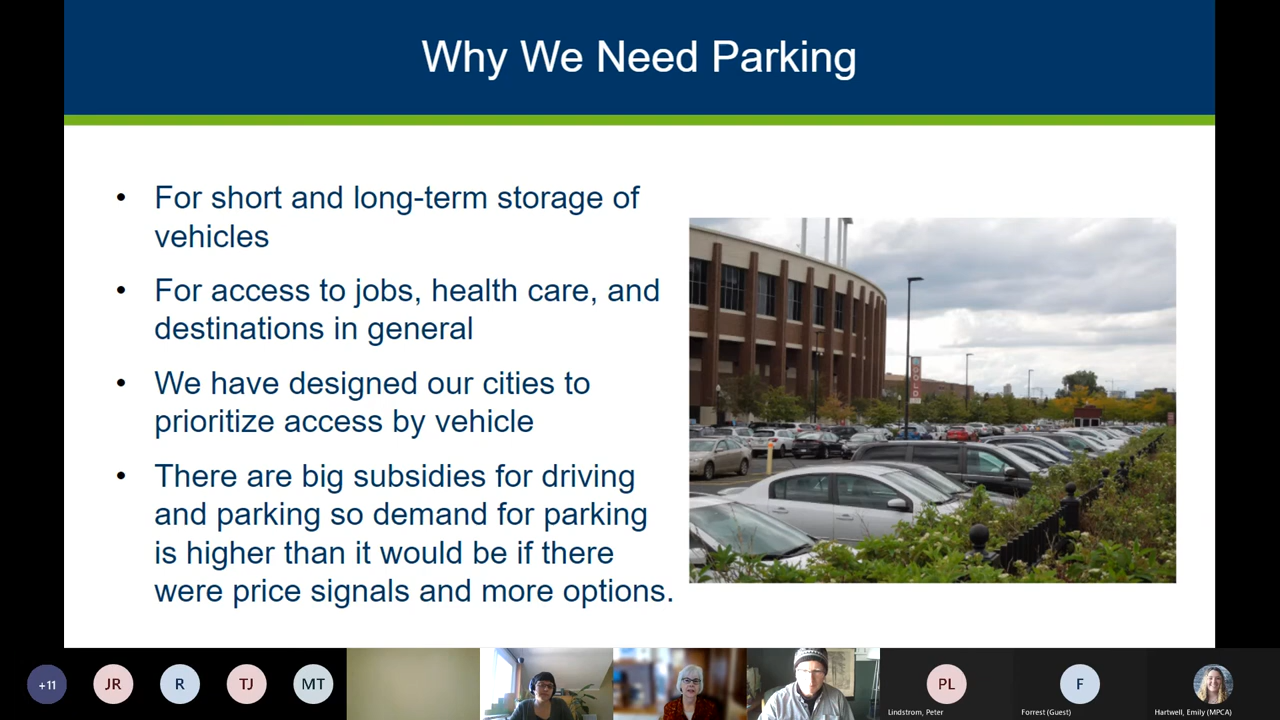 Why We Need Parking
• For short and long-term storage of
vehicles
• For access to jobs, health care, and
destinations in general
• We have designed our cities to
prioritize access by vehicle
• There are big subsidies for driving
and parking so demand for parking
is higher than it would be if there
were price signals and more options.
GOLD
+11
JR
R
TJ
MT
PL
F
Lindstrom, Peter
Forrest (Guest)
Hartwell, Emily (MPCA)